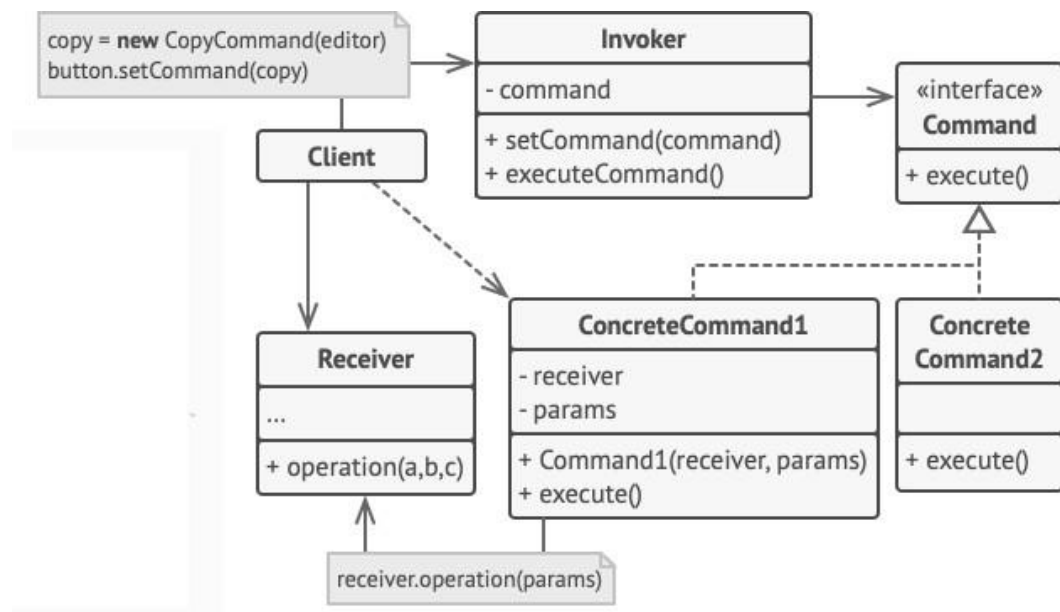 copy = new CopyCommand(editor)
button.setCommand(copy)
Invoker
- command
+ setCommand(command)
+ executeCommand()
«interface»
Command
+ execute()
Client
Receiver
...
+ operation(a,b,c)
ConcreteCommand1
- receiver
- params
+ Command1(receiver, params)
+ execute()
Concrete
Command2
+ execute()
receiver.operation(params)